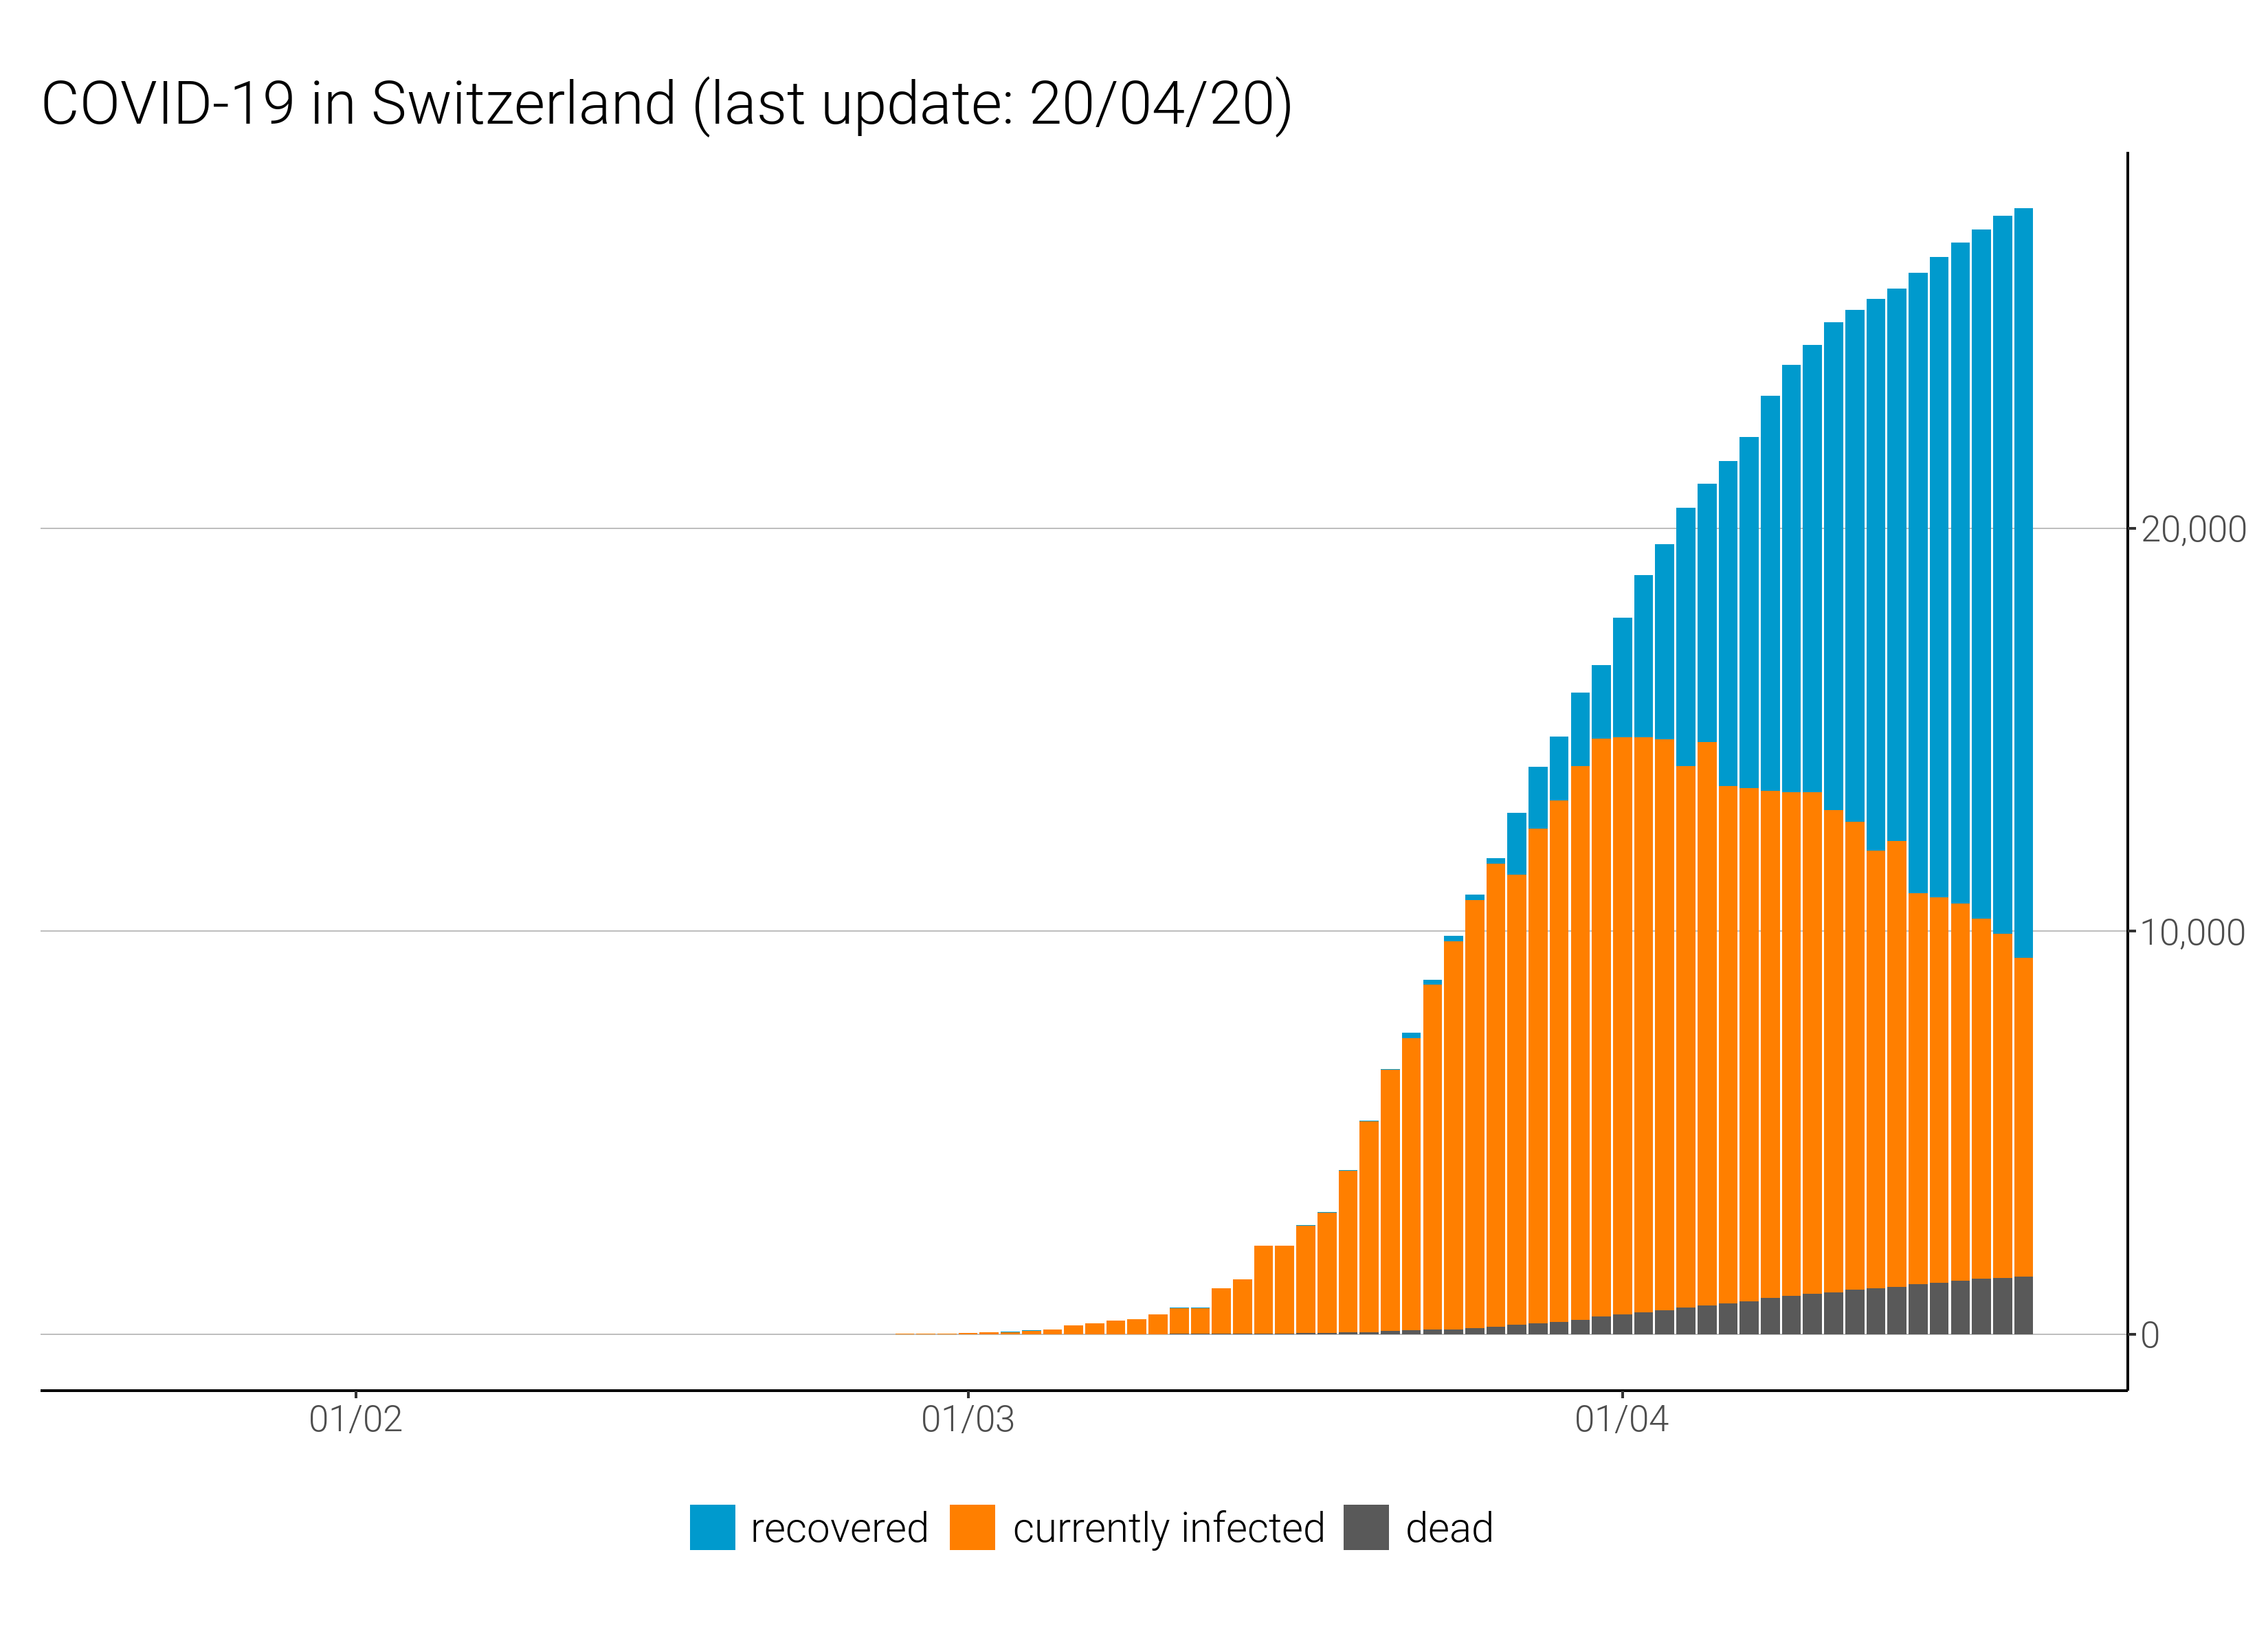 COVID-19 in Switzerland (last update: 20/04/20)
20,000
10,000
0
01/02 01/03 01/04
recovered currently infected dead